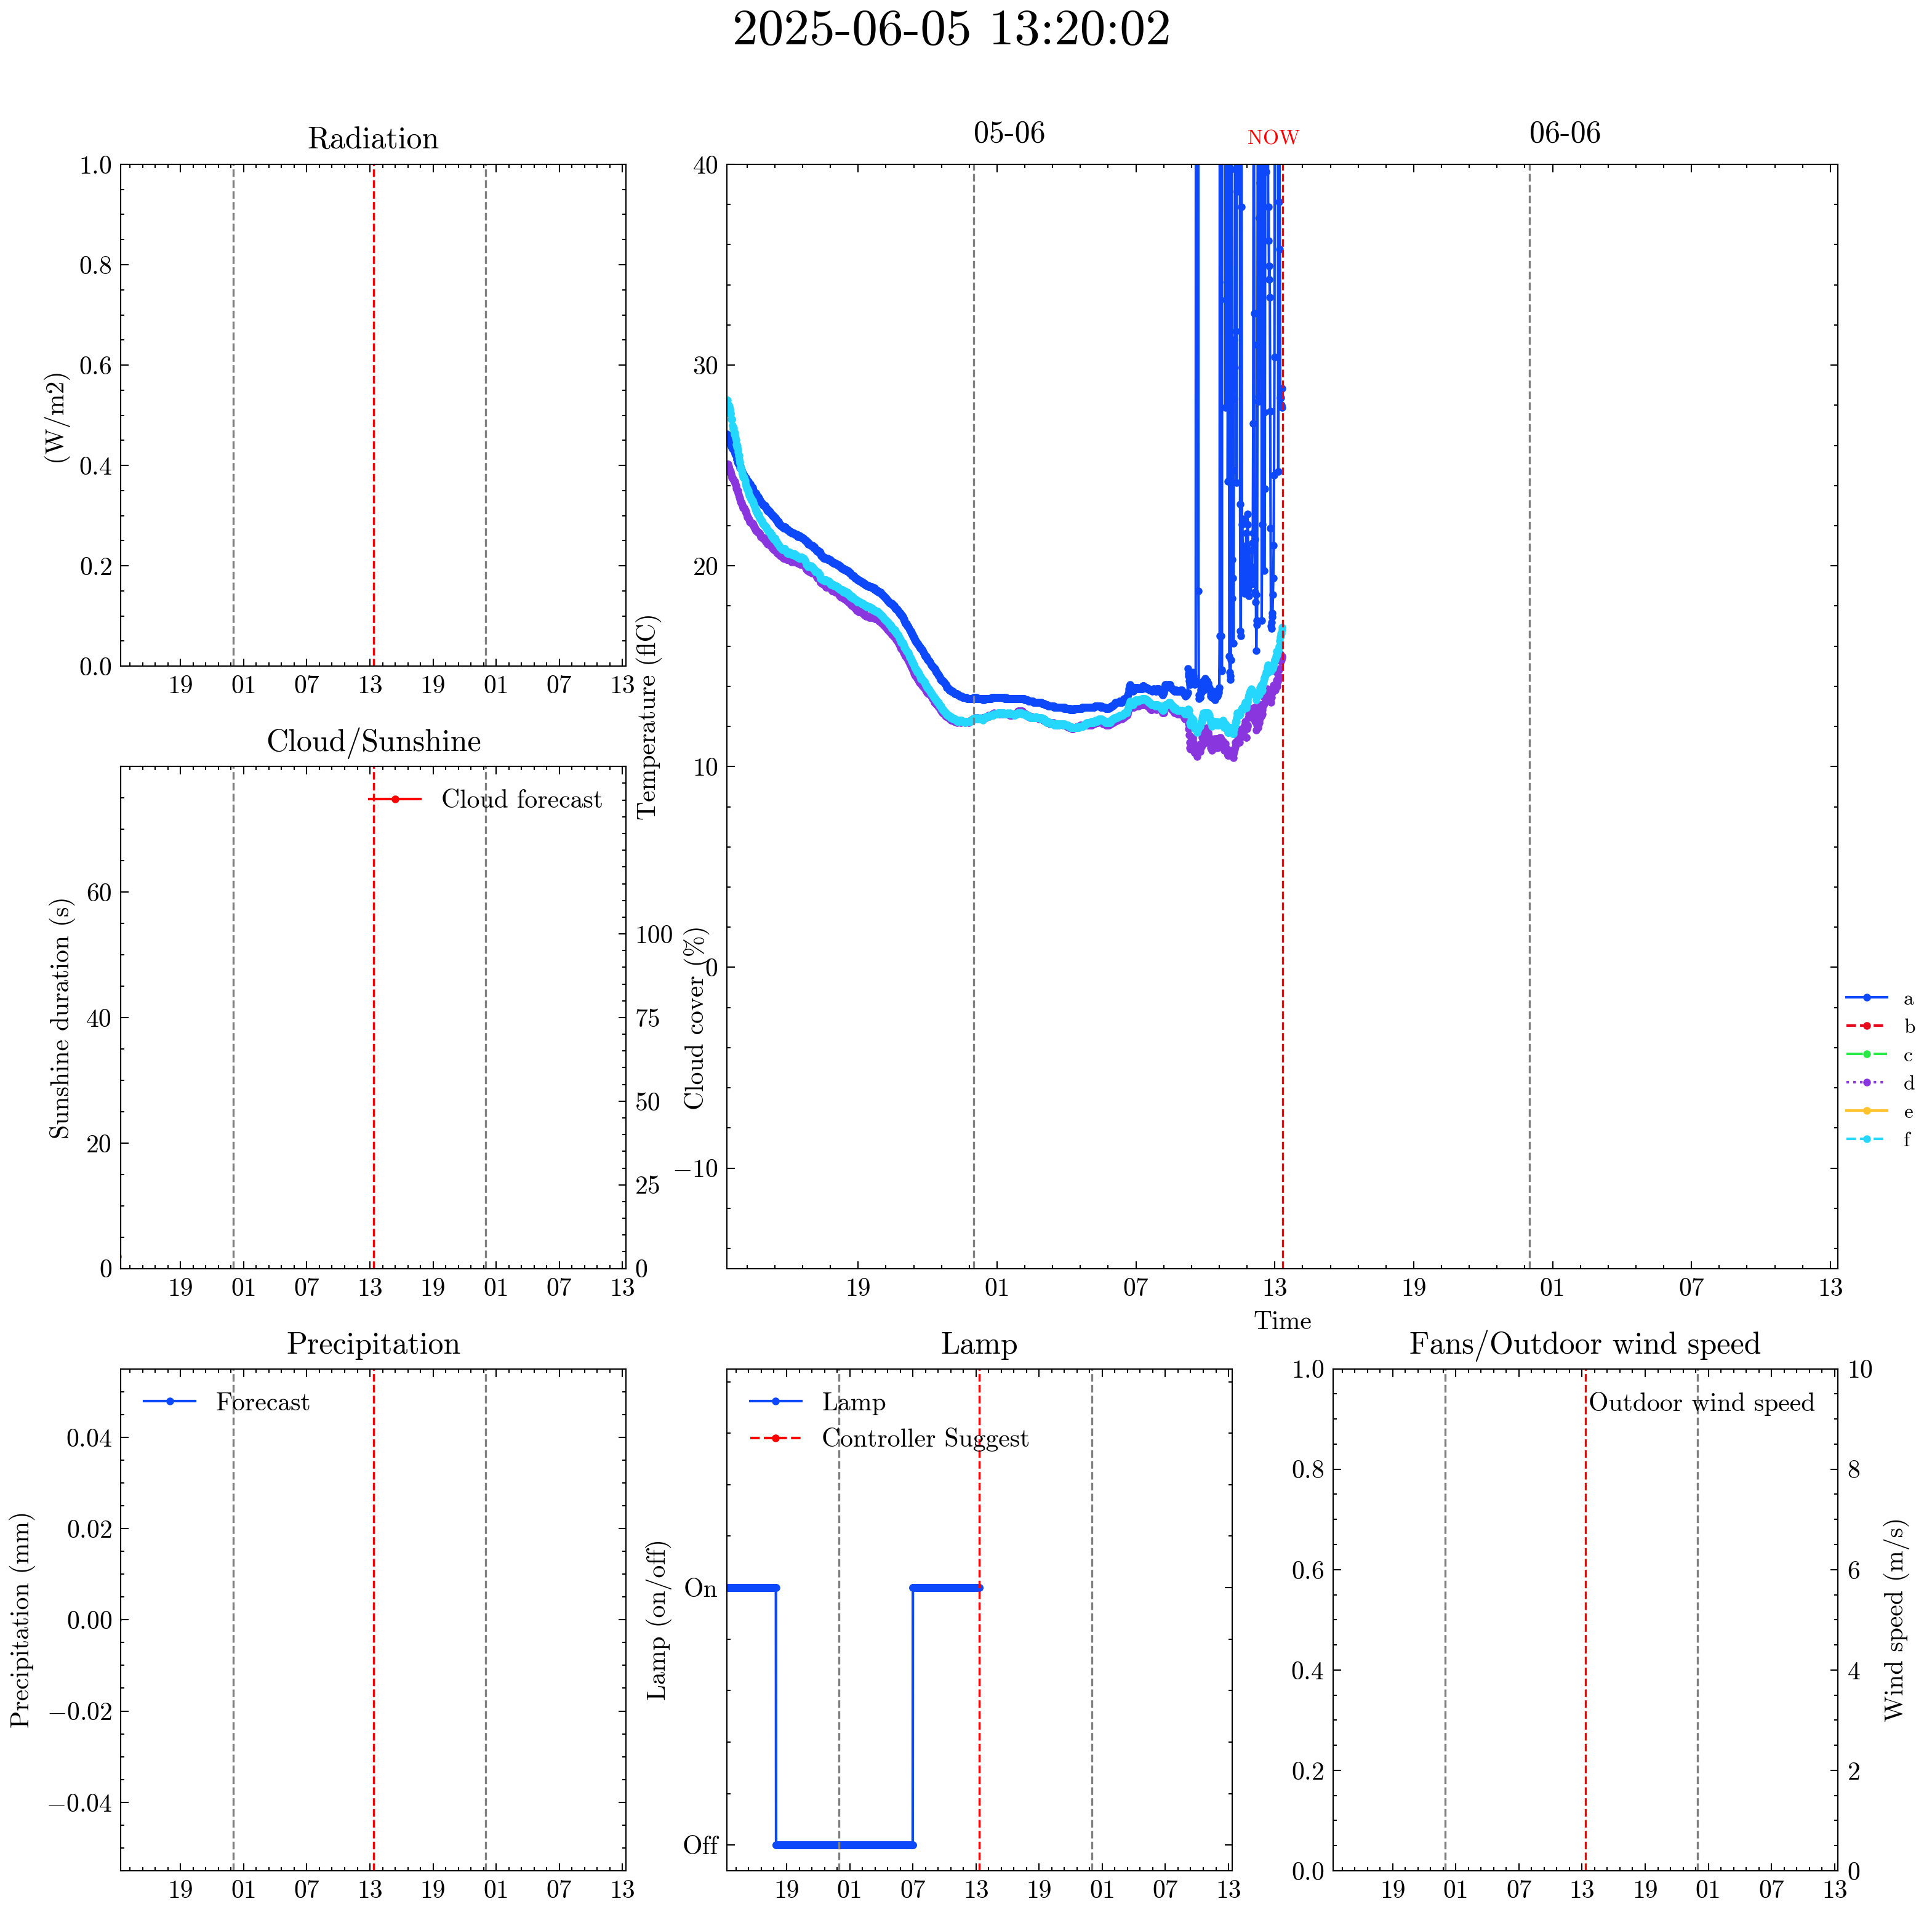 2025-06-05 13:20:02
Radiation
1.0
0.8
0.6
0.4
0.2
0.0
(W/m2)
19 01 07 13 19 01 07 13
05-06 NOW 06-06
40
30
20
10
0
−10
Temperature (flC)
19 01 07 13 19 01 07 13
Time
a
b
c
d
e
f
Cloud/Sunshine
Cloud forecast
60
40
20
0
Sunshine duration (s)
100
75
50
25
0
Cloud cover (%)
19 01 07 13 19 01 07 13
Precipitation
Forecast
0.04
0.02
0.00
−0.02
−0.04
Precipitation (mm)
19 01 07 13 19 01 07 13
Lamp
Lamp
Controller Suggest
On
Off
Lamp (on/off)
19 01 07 13 19 01 07 13
Fans/Outdoor wind speed
Outdoor wind speed
1.0
0.8
0.6
0.4
0.2
0.0
10
8
6
4
2
0
Wind speed (m/s)
19 01 07 13 19 01 07 13